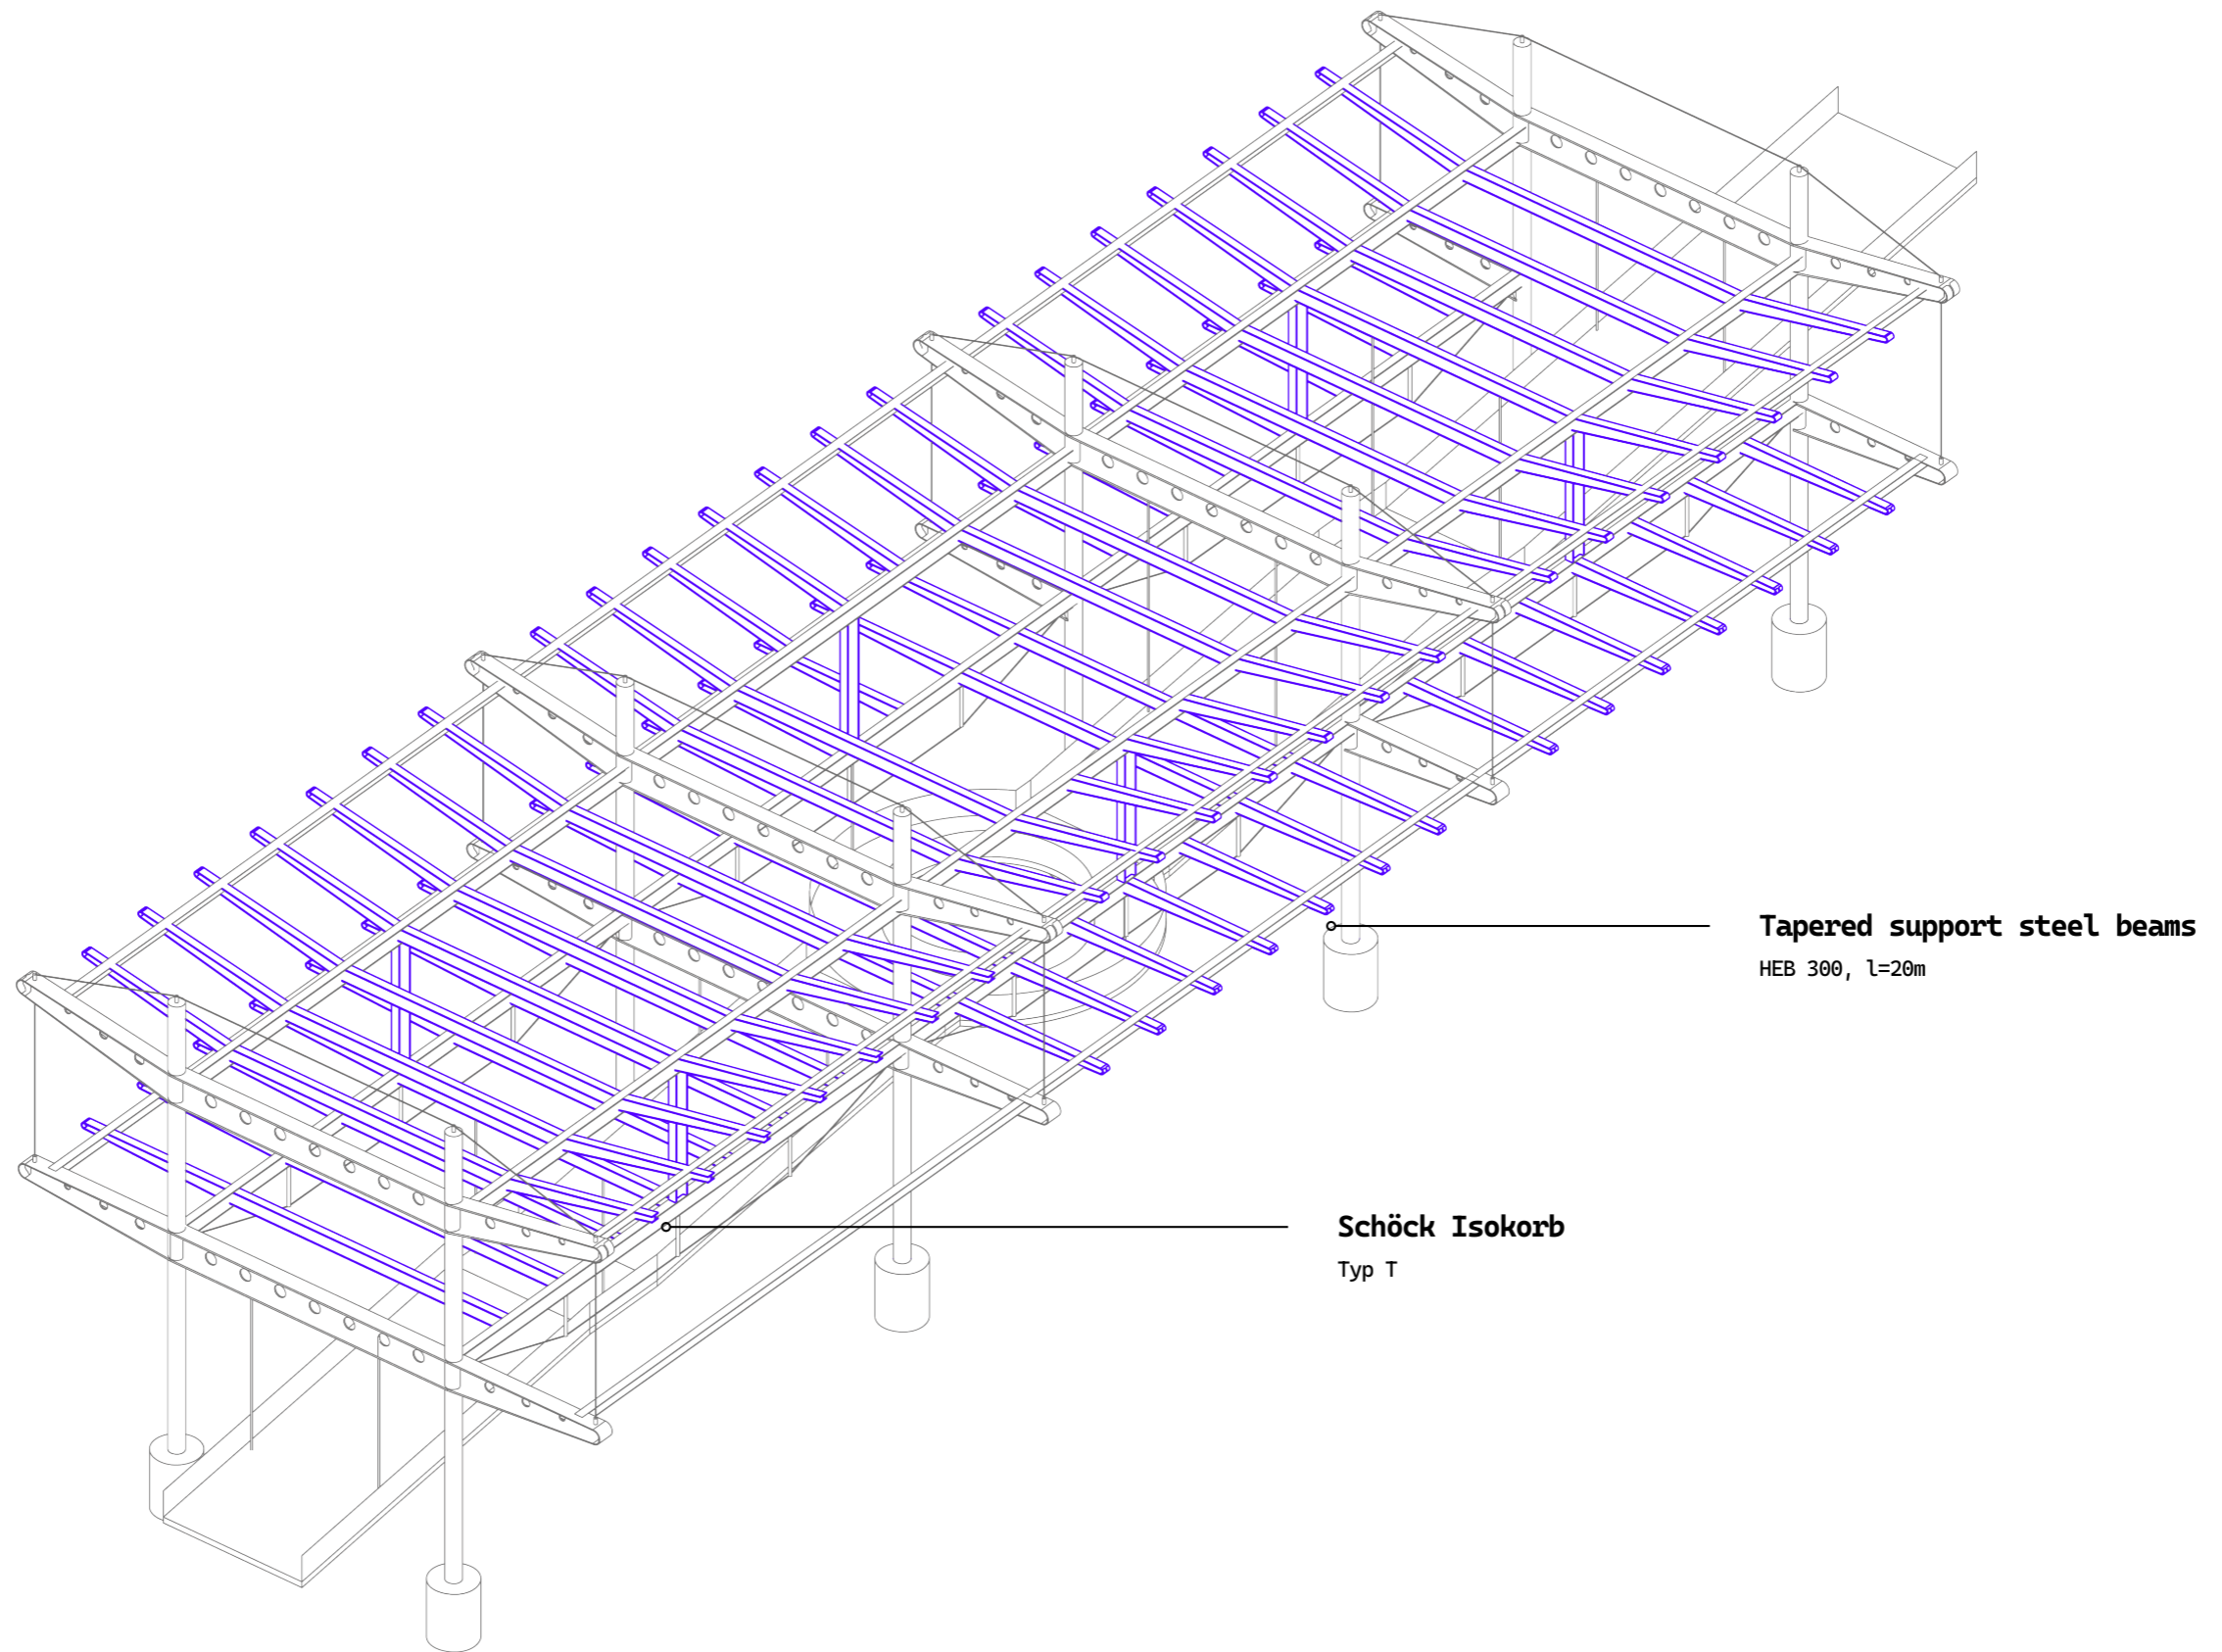 Tapered support steel beams
HEB 300, l=20m
Schöck Isokorb
Typ T